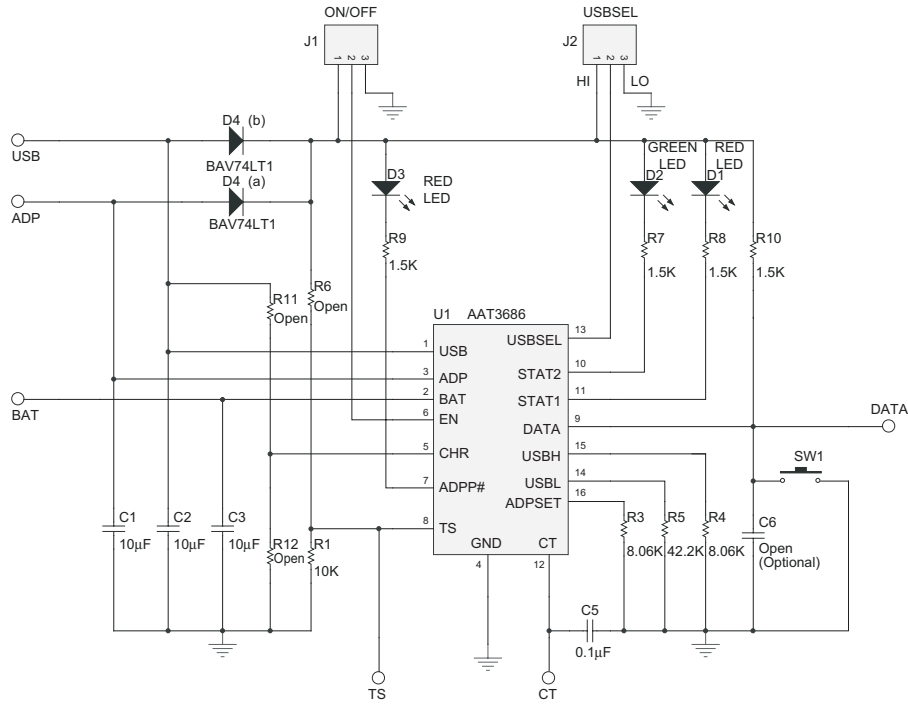 ON/OFF
USBSEL
J1
1 2 3
J2
1 2 3
HI
LO
D4 (b)
USB
BAV74LT1
D4 (a)
ADP
BAV74LT1
D3
RED
LED
GREEN
LED
D2
RED
LED
D1
R9
1.5K
R7
1.5K
R8
1.5K
R10
1.5K
R11
Open
R6
Open
U1 AAT3686
1 USB
3 ADP
2 BAT
6 EN
5 CHR
7 ADPP#
8 TS
GND
4
CT
12
USBSEL 13
STAT2 10
STAT1 11
DATA 9
USBH 15
USBL 14
ADPSET 16
BAT
DATA
SW1
C1
10µF
C2
10µF
C3
10µF
R12
Open
R1
10K
R3
8.06K
R5
42.2K
R4
8.06K
C6
Open
(Optional)
C5
0.1µF
TS
CT